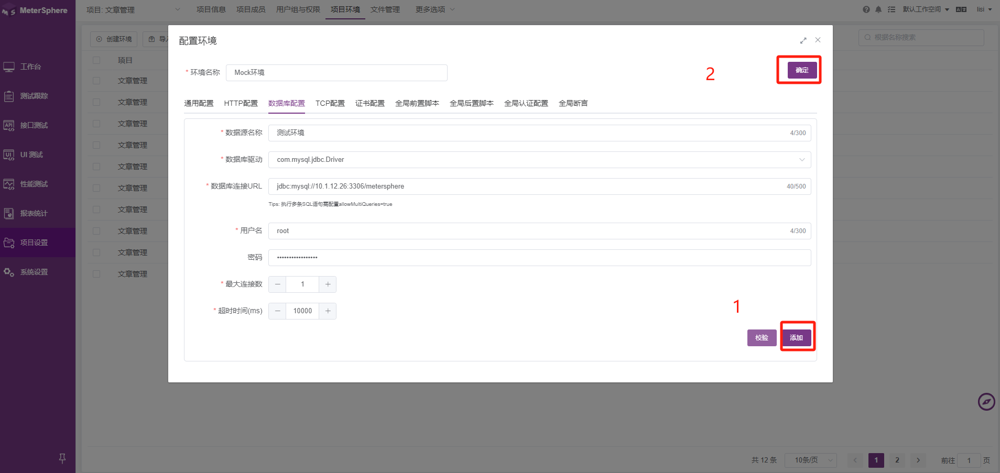 MeterSphere
项目: 文章管理 项目信息 项目成员 用户组与权限 项目环境 文件管理 更多选项 默认工作空间 lisi
工作台
测试跟踪
接口测试
UI 测试
性能测试
报表统计
项目设置
系统设置
创建环境
根据名称搜索
项目
文章管理
文章管理
文章管理
文章管理
文章管理
文章管理
文章管理
文章管理
文章管理
文章管理
配置环境
* 环境名称 Mock环境
2
确定
通用配置 HTTP配置 数据库配置 TCP配置 证书配置 全局前置脚本 全局后置脚本 全局认证配置 全局断言
* 数据源名称 测试环境 4/300
* 数据库驱动 com.mysql.jdbc.Driver
* 数据库连接URL jdbc:mysql://10.1.12.26:3306/metersphere 40/500
Tips: 执行多条SQL语句需配置allowMultiQueries=true
* 用户名 root 4/300
密码 •••••••••••••••••
* 最大连接数 1
* 超时时间(ms) 10000
1
校验 添加
共 12 条 10条/页 1 2 前往 1 页